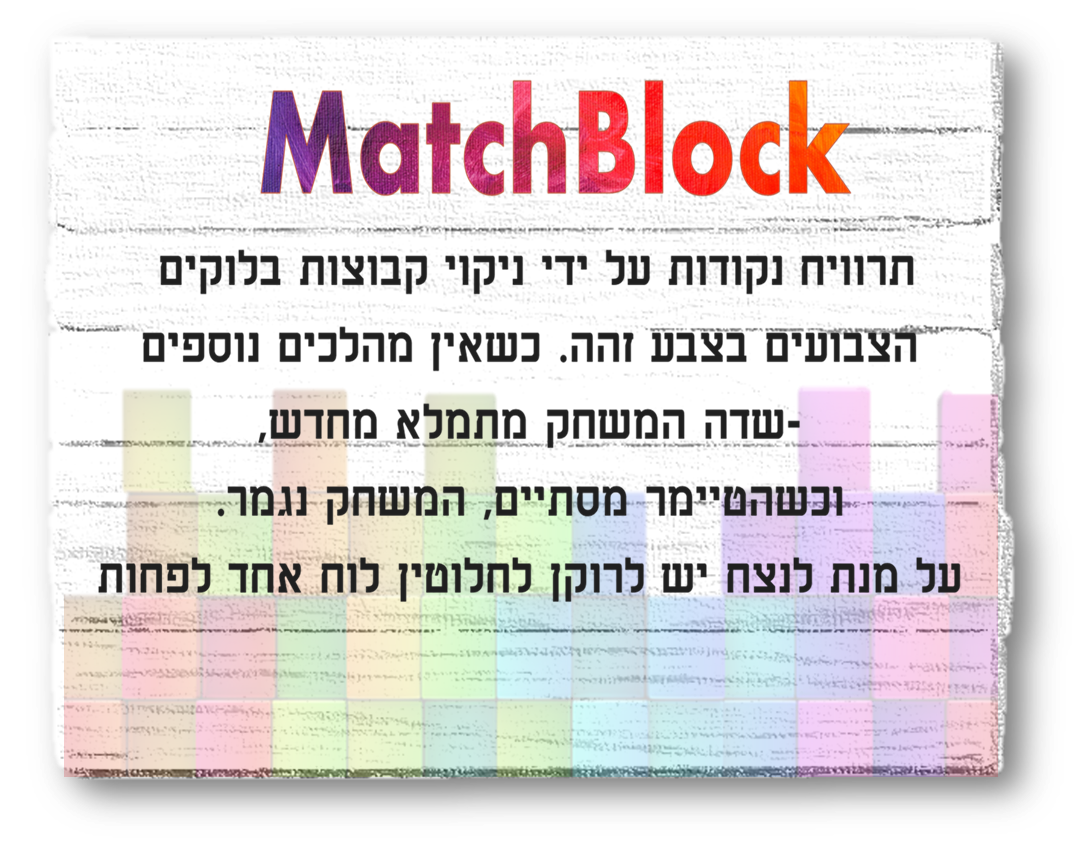 MatchBlock
תרוויח נקודות על ידי ניקוי קבוצות בלוקים
הצבועים בצבע זהה. כשאין מהלכים נוספים
-שדה המשחק מתמלא מחדש,
וכשהטיימר מסתיים, המשחק נגמר.
על מנת לנצח יש לרוקן לחלוטין לוח אחד לפחות